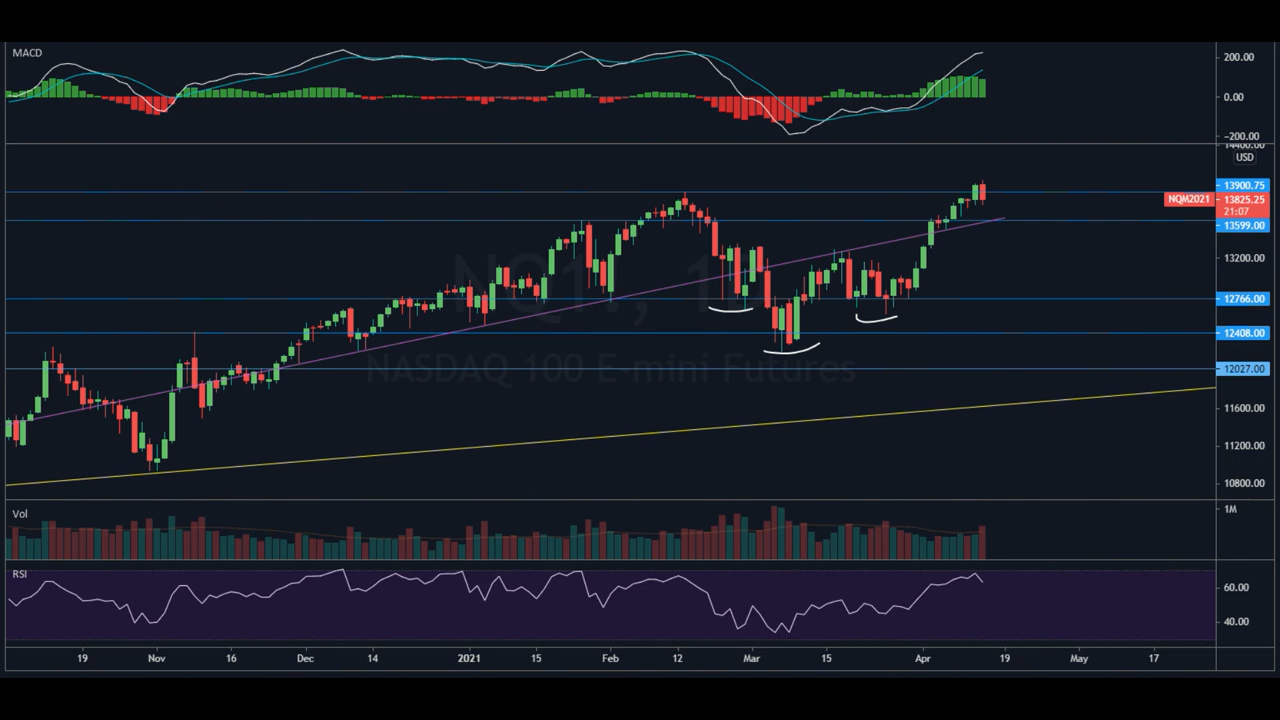 MACD
200.00
0.00
−200.00
14400.00
USD
13900.75
NQM2021 13825.25
21:07
13599.00
13200.00
12766.00
12408.00
NASDAQ 100 E-mini Futures
12027.00
11600.00
11200.00
10800.00
Vol
1M
RSI
60.00
40.00
19 Nov 16 Dec 14 2021 15 Feb 12 Mar 15 Apr 19 May 17